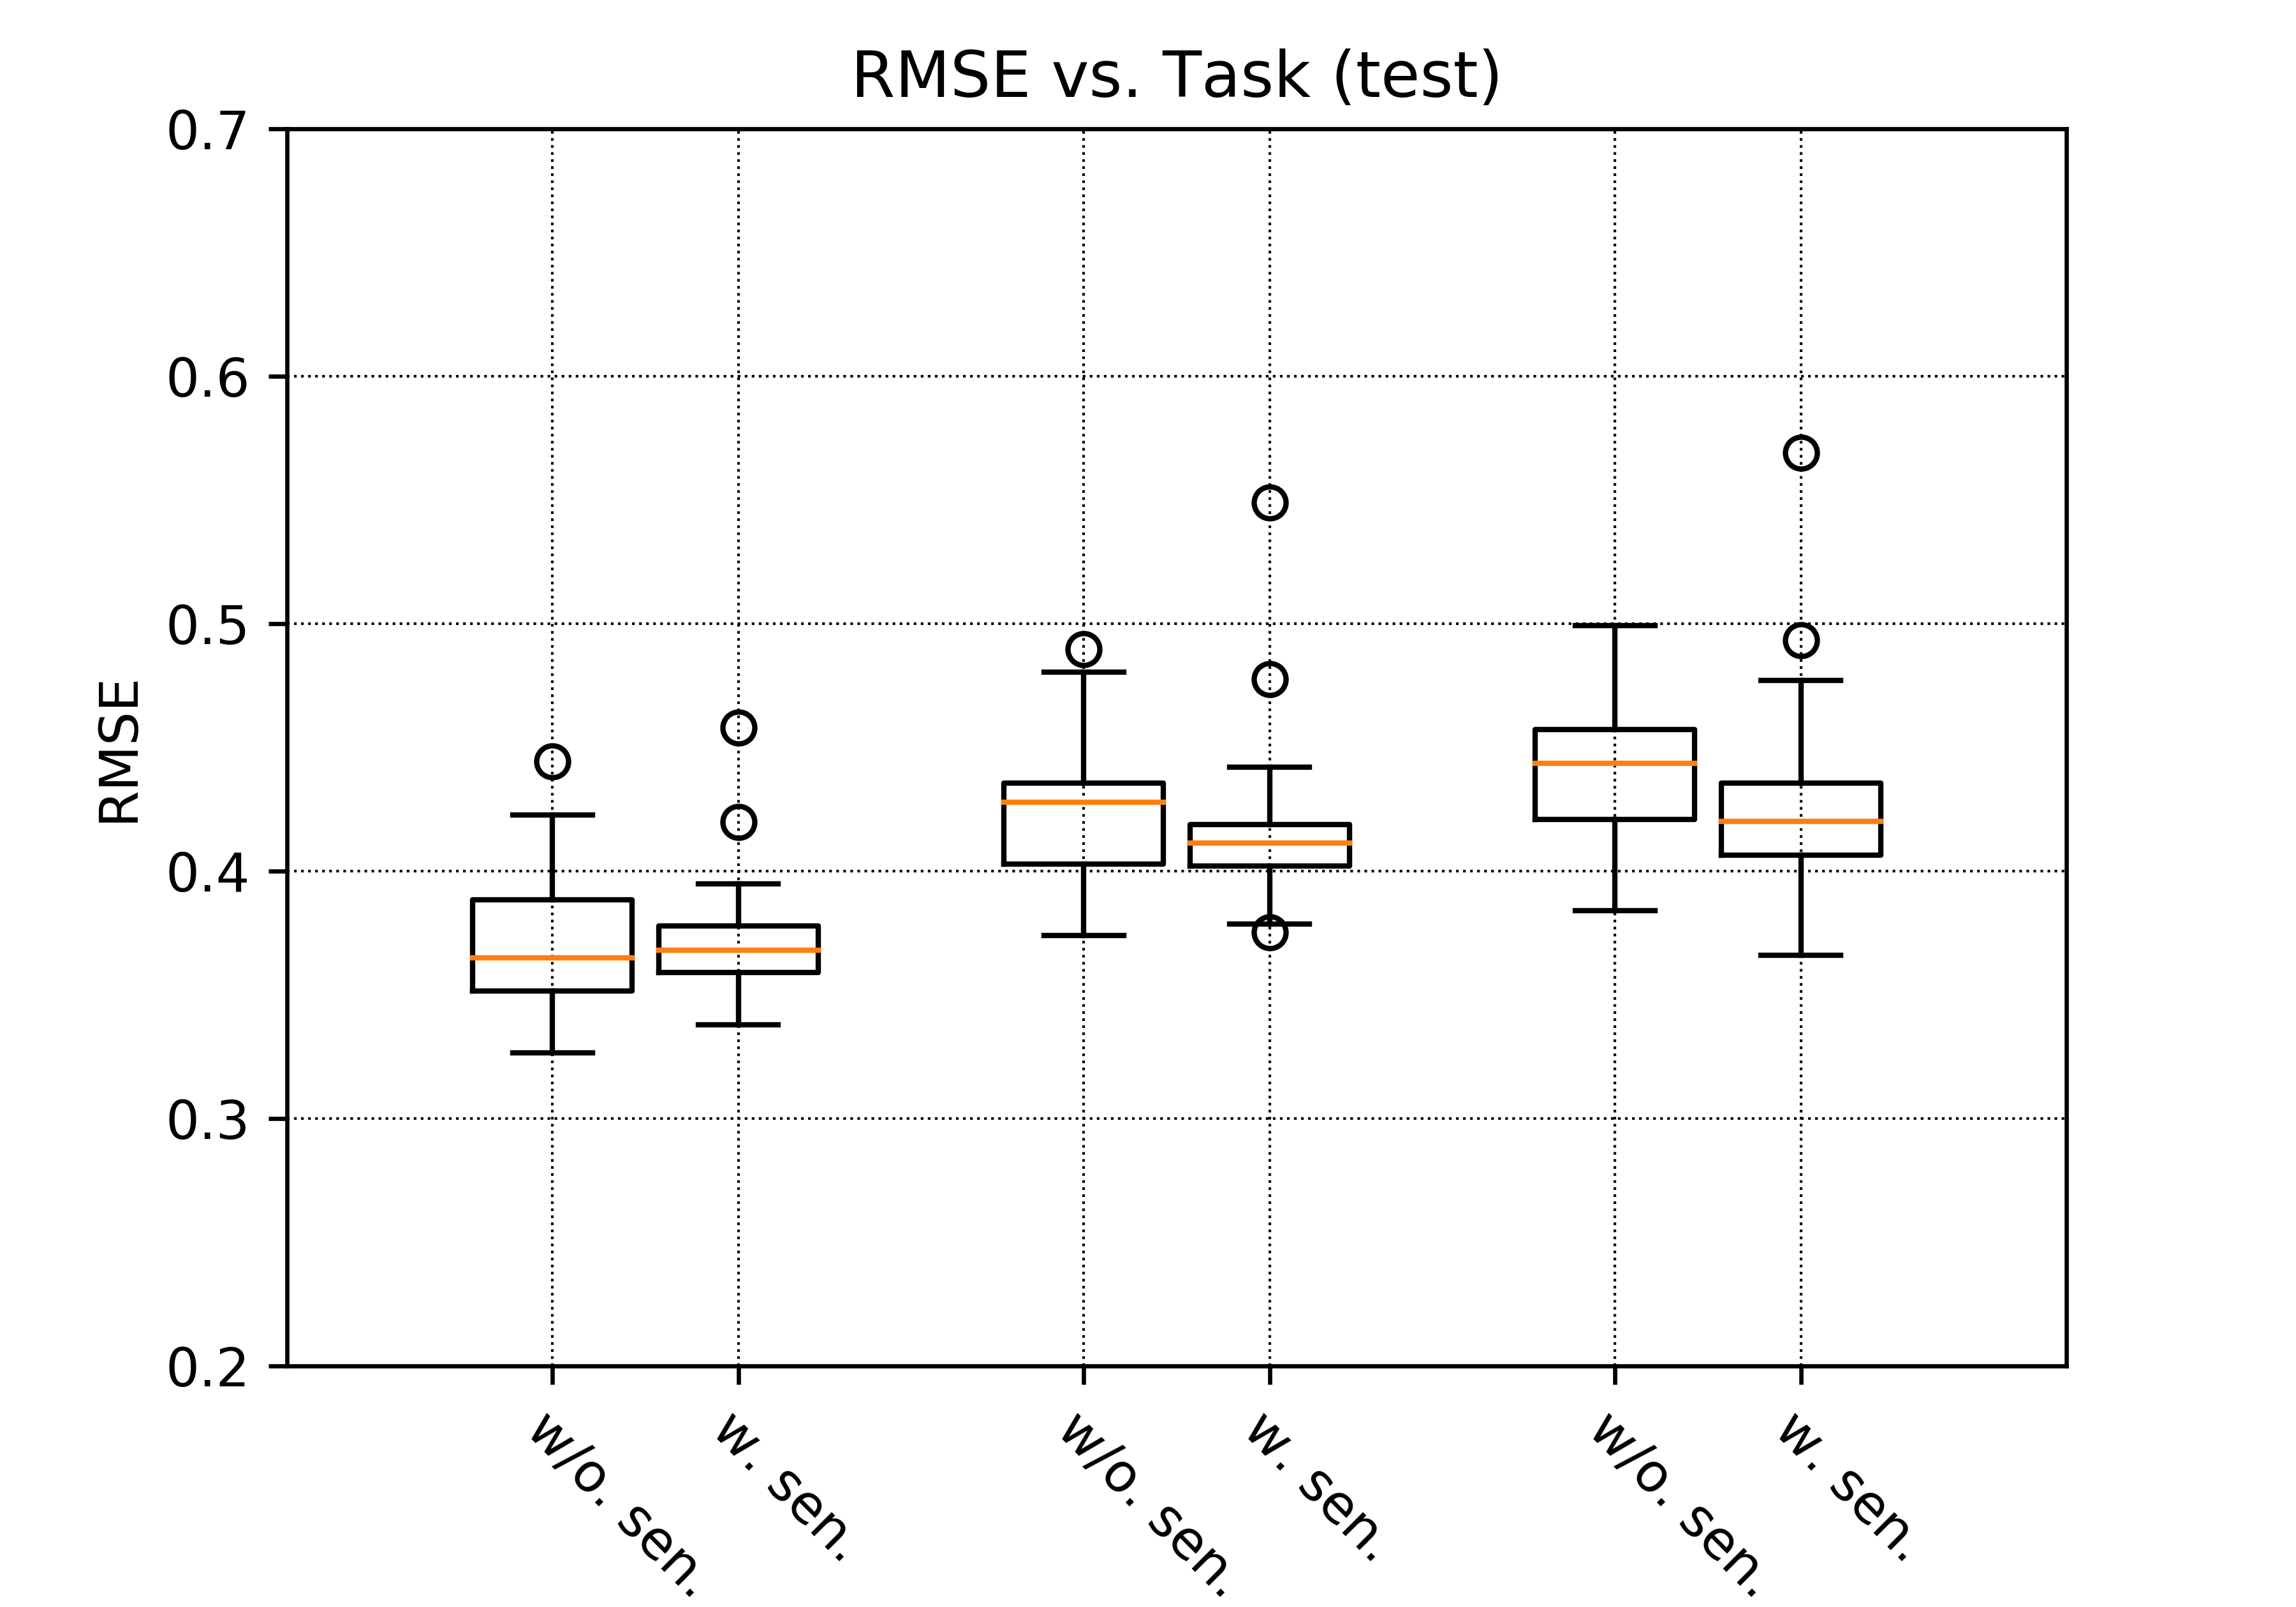 RMSE vs. Task (test)
0.7
0.6
0.5
0.4
0.3
0.2
RMSE
w/o. sen.
w. sen.
w/o. sen.
w. sen.
w/o. sen.
w. sen.